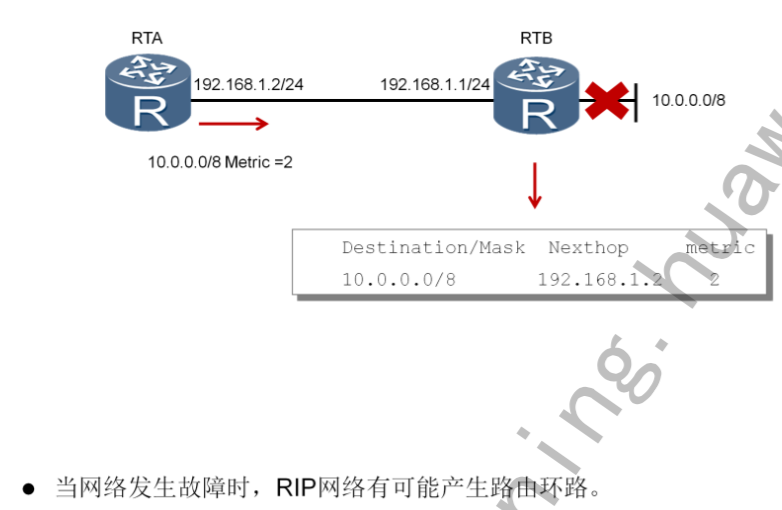 RTA
RTB
192.168.1.2/24
192.168.1.1/24
R
R
10.0.0.0/8
10.0.0.0/8 Metric =2
Destination/Mask Nexthop metric
10.0.0.0/8 192.168.1.2 2
● 当网络发生故障时，RIP网络有可能产生路由环路。
ning.huaw